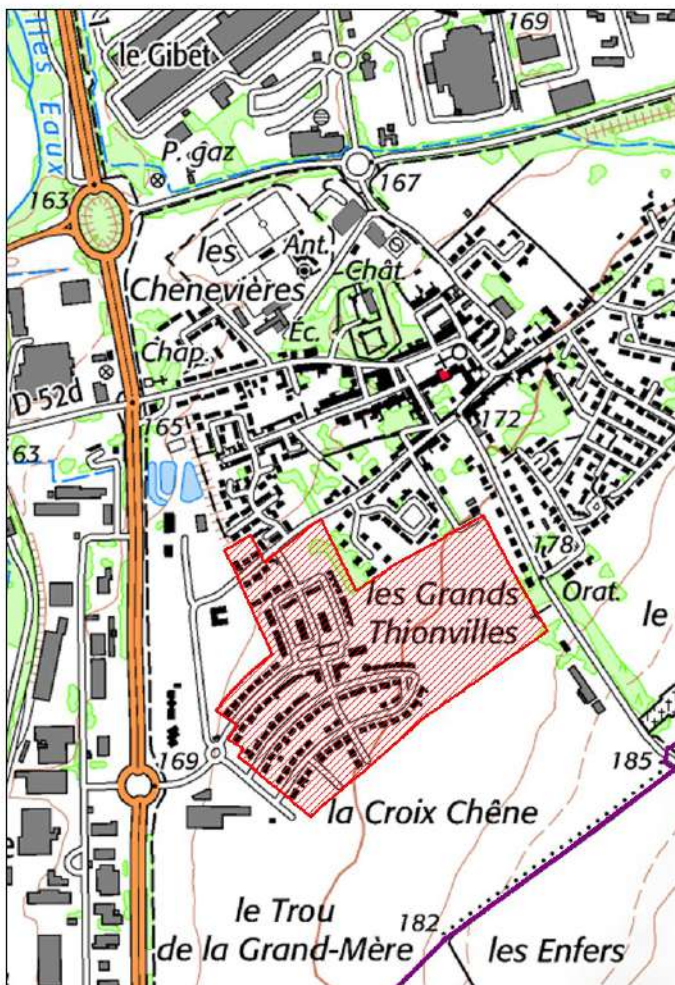 169
le Gibet
lles Eaux
P. gaz
167
163
les
Chenevières
Ant.
Chât.
Éc.
Chap.
D 52d
165
172
63
178
les Grands
Thionvilles
Orat.
le
185
169
la Croix Chêne
le Trou
de la Grand-Mère
182
les Enfers